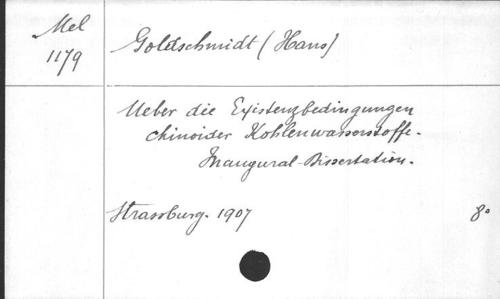 Mel
1179
Goldschmidt (Hans)
Ueber die Existenzbedingungen
chinoider Kohlenwasserstoffe.
Inaugural-Dissertation.
Strassburg. 1907
8°